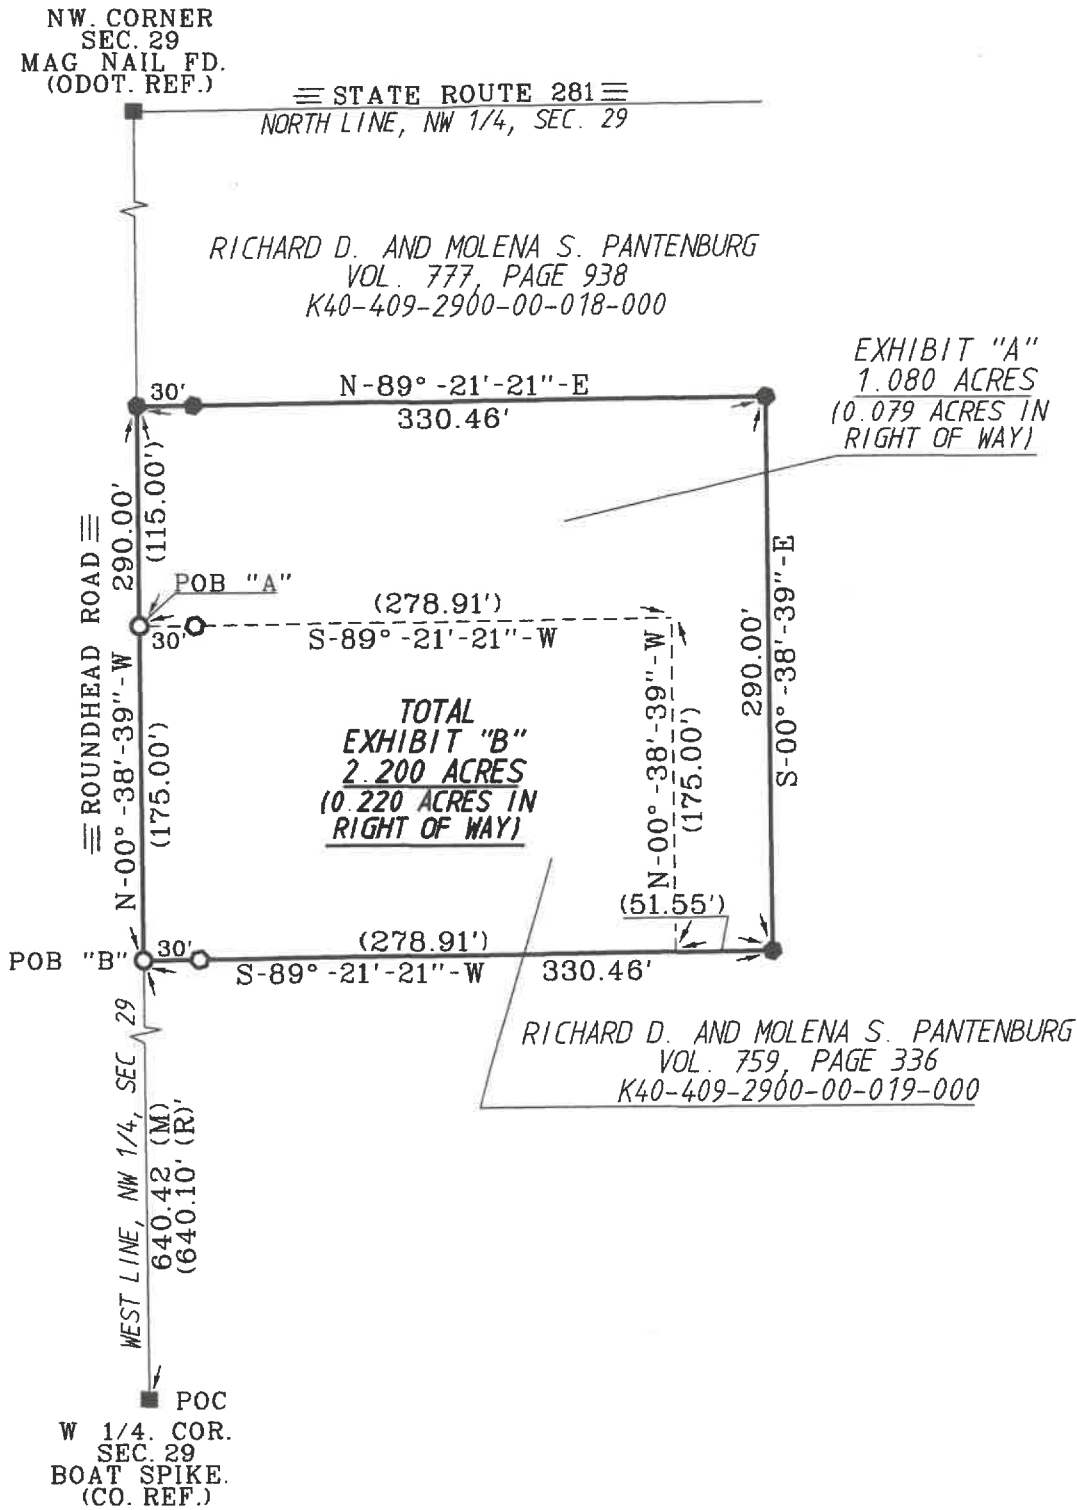 NW. CORNER
SEC. 29
MAG NAIL FD.
(ODOT. REF.)
STATE ROUTE 281
NORTH LINE, NW 1/4, SEC. 29
RICHARD D. AND MOLENA S. PANTENBURG
VOL. 777, PAGE 938
K40-409-2900-00-018-000
EXHIBIT "A"
1.080 ACRES
(0.079 ACRES IN
RIGHT OF WAY)
30'
N-89°-21'-21"-E
330.46'
290.00'
(115.00')
ROUNDHEAD ROAD
POB "A"
30'
(278.91')
S-89°-21'-21"-W
N-00°-38'-39"-W
(175.00')
TOTAL
EXHIBIT "B"
2.200 ACRES
(0.220 ACRES IN
RIGHT OF WAY)
N-00°-38'-39"-W
(175.00')
290.00'
S-00°-38'-39"-E
(51.55')
POB "B"
30'
(278.91')
S-89°-21'-21"-W
330.46'
RICHARD D. AND MOLENA S. PANTENBURG
VOL. 759, PAGE 336
K40-409-2900-00-019-000
WEST LINE, NW 1/4, SEC 29
640.42 (M)
(640.10' (R)'
POC
W 1/4. COR.
SEC. 29
BOAT SPIKE.
(CO. REF.)